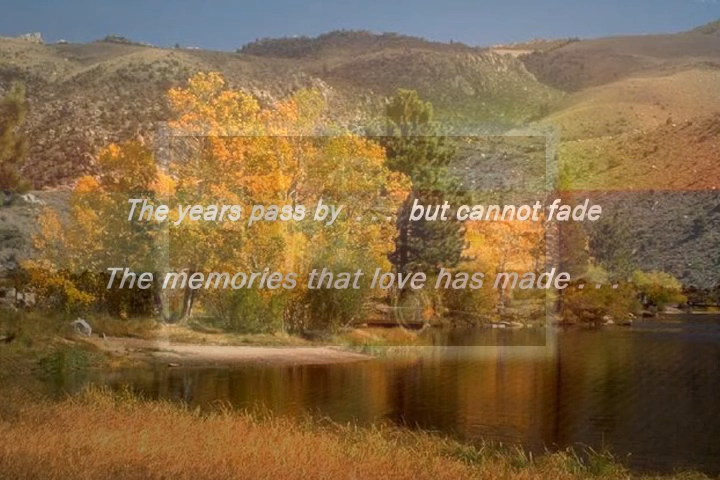 The years pass by . . . but cannot fade
The memories that love has made . . . .